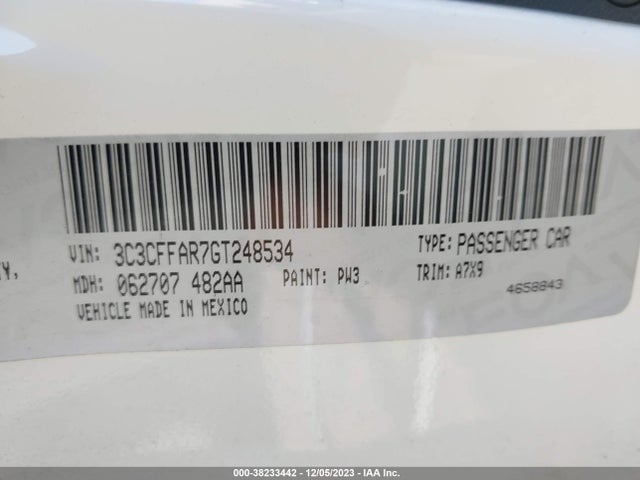 VIN: 3C3CFFAR7GT248534 TYPE: PASSENGER CAR
Y, MDH: 062707 482AA PAINT: PW3 TRIM: A7X9
VEHICLE MADE IN MEXICO 4658843
000-38233442 - 12/05/2023 - IAA Inc.